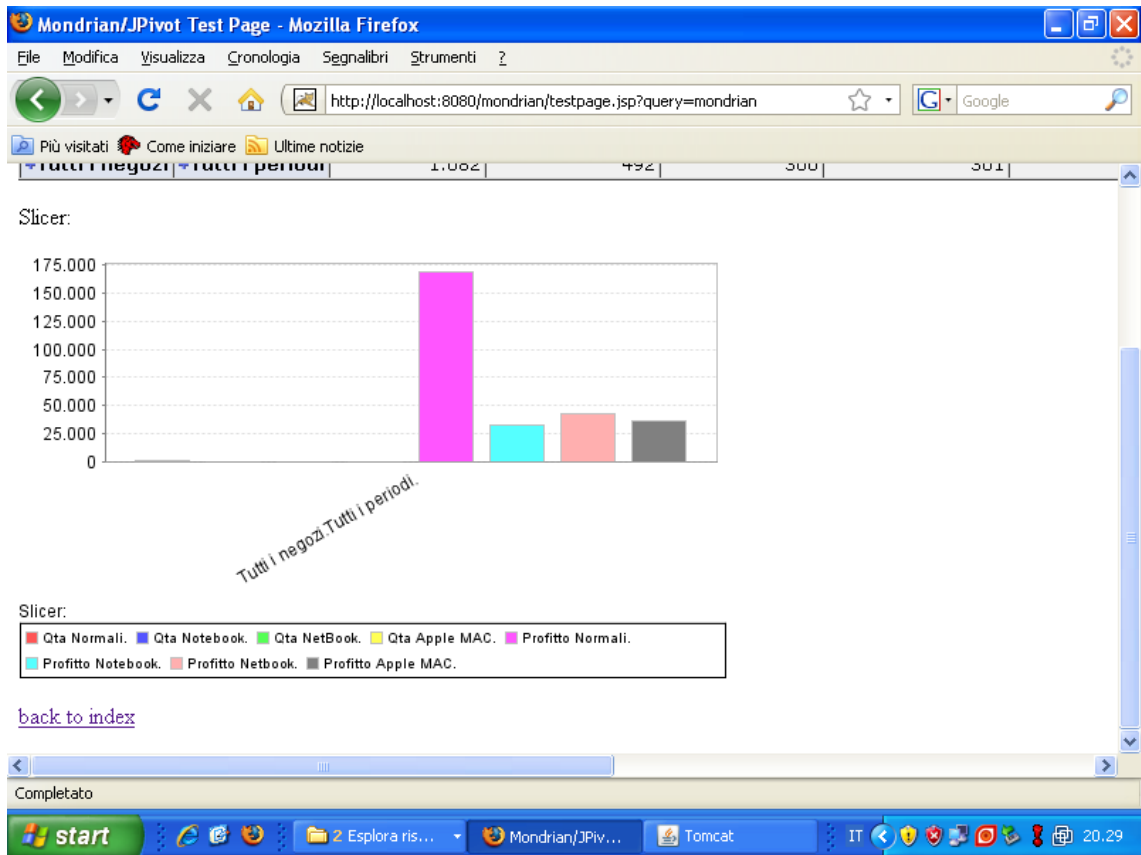 Mondrian/JPivot Test Page - Mozilla Firefox
File Modifica Visualizza Cronologia Segnalibri Strumenti ?
http://localhost:8080/mondrian/testpage.jsp?query=mondrian G Google
Più visitati Come iniziare Ultime notizie
+Tutti i negozi +Tutti i periodi 1.082 492 300 301
Slicer:
175.000
150.000
125.000
100.000
75.000
50.000
25.000
0
Tutti i negozi.Tutti i periodi.
Slicer:
Qta Normali. Qta Notebook. Qta NetBook. Qta Apple MAC. Profitto Normali.
Profitto Notebook. Profitto Netbook. Profitto Apple MAC.
back to index
Completato
start 2 Esplora ris... Mondrian/JPiv... Tomcat IT 20.29